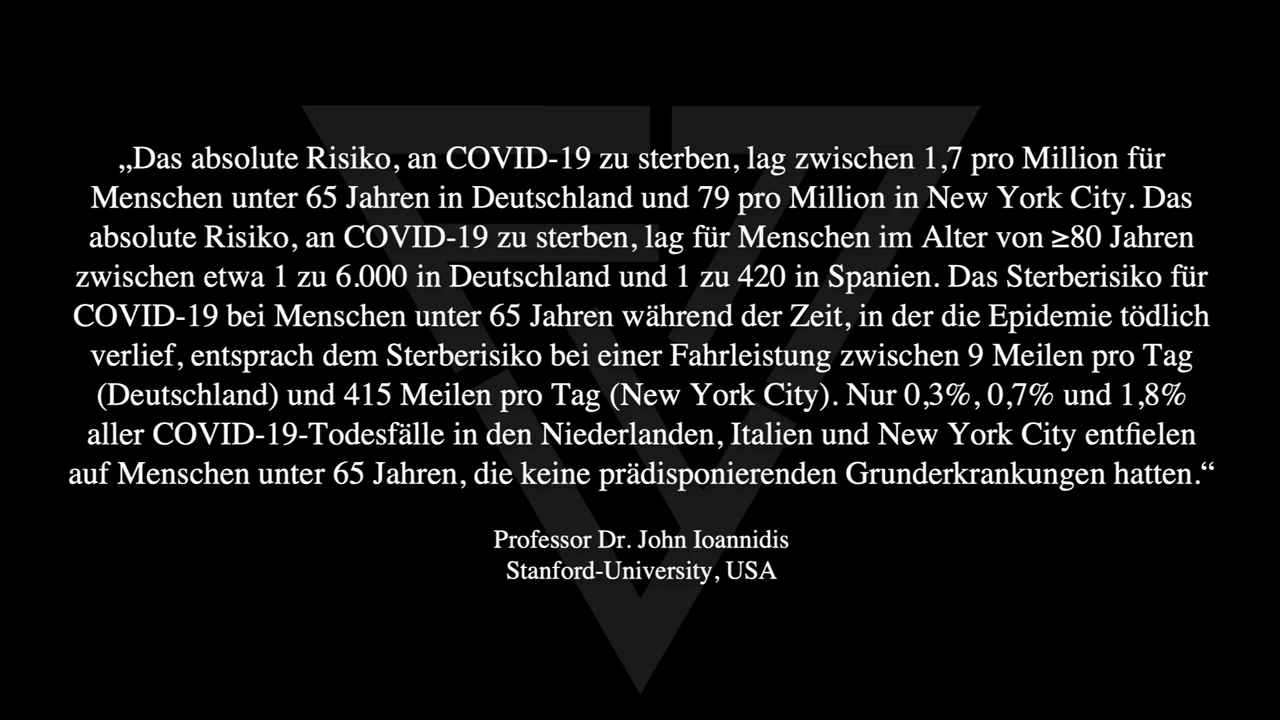 „Das absolute Risiko, an COVID-19 zu sterben, lag zwischen 1,7 pro Million für
Menschen unter 65 Jahren in Deutschland und 79 pro Million in New York City. Das
absolute Risiko, an COVID-19 zu sterben, lag für Menschen im Alter von ≥80 Jahren
zwischen etwa 1 zu 6.000 in Deutschland und 1 zu 420 in Spanien. Das Sterberisiko für
COVID-19 bei Menschen unter 65 Jahren während der Zeit, in der die Epidemie tödlich
verlief, entsprach dem Sterberisiko bei einer Fahrleistung zwischen 9 Meilen pro Tag
(Deutschland) und 415 Meilen pro Tag (New York City). Nur 0,3%, 0,7% und 1,8%
aller COVID-19-Todesfälle in den Niederlanden, Italien und New York City entfielen
auf Menschen unter 65 Jahren, die keine prädisponierenden Grunderkrankungen hatten.“
Professor Dr. John Ioannidis
Stanford-University, USA